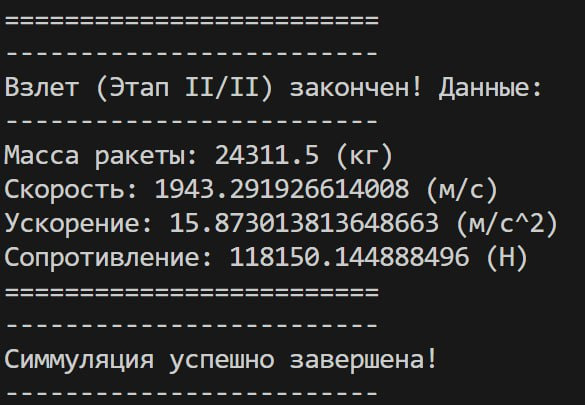 =========================
-------------------------
Взлет (Этап II/II) закончен! Данные:
-------------------------
Масса ракеты: 24311.5 (кг)
Скорость: 1943.291926614008 (м/с)
Ускорение: 15.873013813648663 (м/с^2)
Сопротивление: 118150.144888496 (Н)
=========================
-------------------------
Симмуляция успешно завершена!
-------------------------